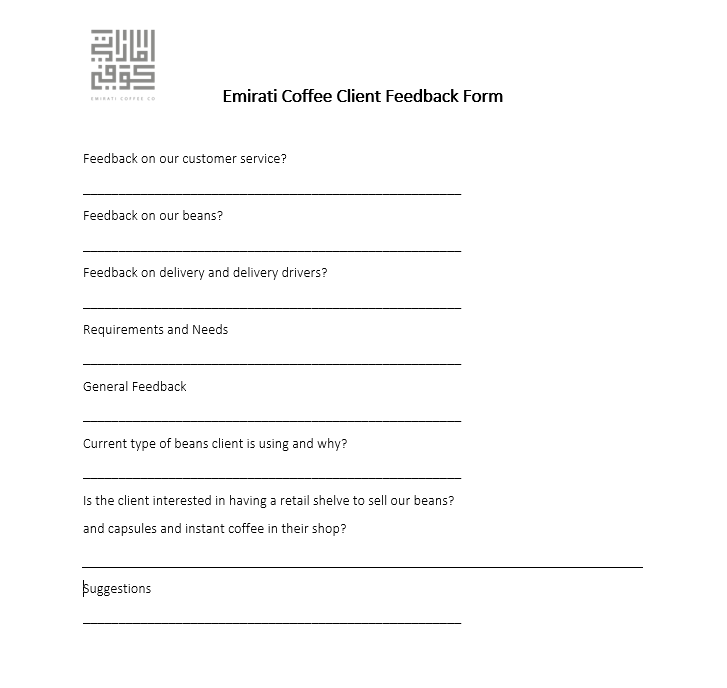 اماراتي
كوفي
EMIRATI COFFEE CO
Emirati Coffee Client Feedback Form
Feedback on our customer service?
Feedback on our beans?
Feedback on delivery and delivery drivers?
Requirements and Needs
General Feedback
Current type of beans client is using and why?
Is the client interested in having a retail shelve to sell our beans?
and capsules and instant coffee in their shop?
Suggestions